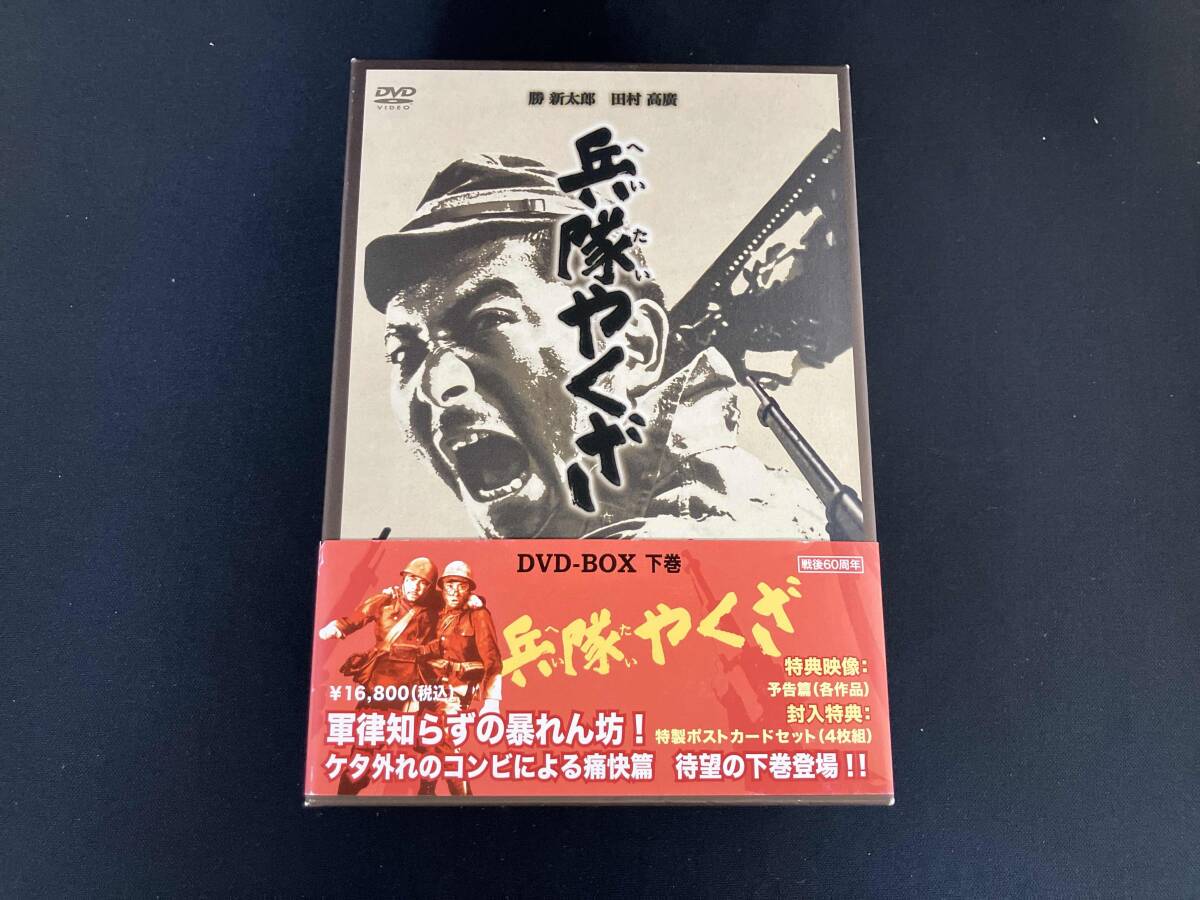 DVD
VIDEO
勝 新太郎 田村 高廣
兵隊やくざ
へいたい
DVD-BOX 下巻
戦後60周年
兵隊やくざ
へいたい
特典映像:
予告篇(各作品)
¥16,800(税込)
封入特典:
軍律知らずの暴れん坊!
特製ポストカードセット(4枚組)
ケタ外れのコンビによる痛快篇 待望の下巻登場!!